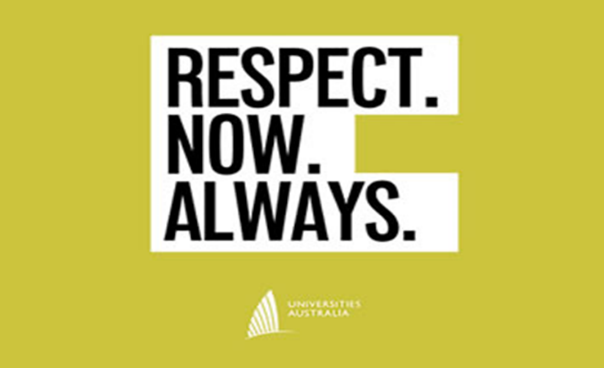 RESPECT.
NOW.
ALWAYS.
UNIVERSITIES
AUSTRALIA